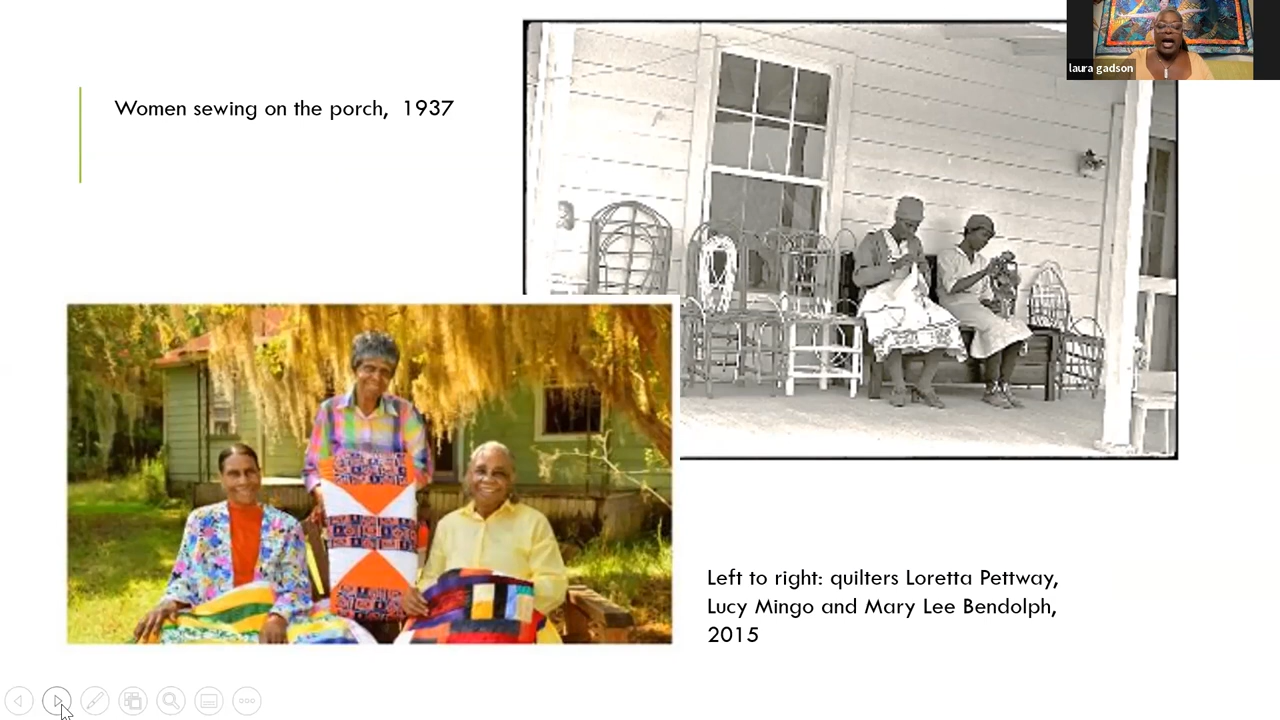 laura gadson
Women sewing on the porch, 1937
Left to right: quilters Loretta Pettway,
Lucy Mingo and Mary Lee Bendolph,
2015